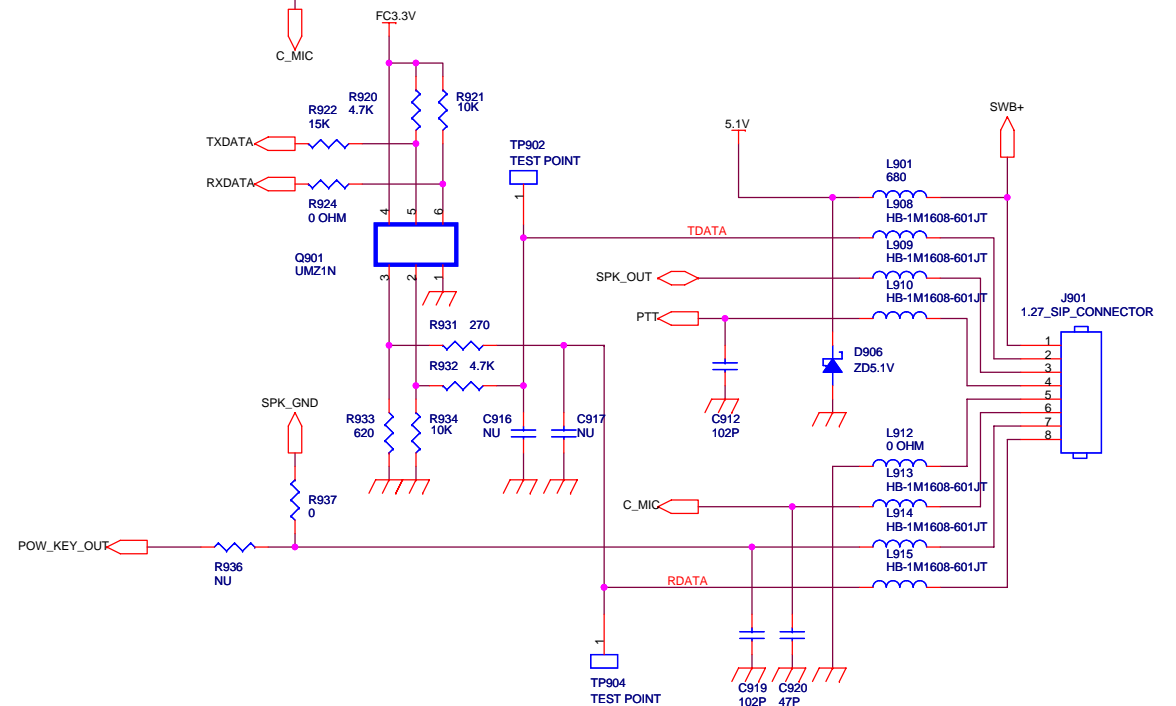 FC3.3V
C_MIC
R920
4.7K
R921
10K
R922
15K
TXDATA
RXDATA
R924
0 OHM
4
5
6
Q901
UMZ1N
3
2
1
TP902
TEST POINT
1
5.1V
SWB+
L901
680
L908
HB-1M1608-601JT
TDATA
L909
HB-1M1608-601JT
SPK_OUT
L910
HB-1M1608-601JT
PTT
J901
1.27_SIP_CONNECTOR
1
2
3
4
5
6
7
8
D906
ZD5.1V
C912
102P
R931 270
R932 4.7K
SPK_GND
R933
620
R934
10K
C916
NU
C917
NU
L912
0 OHM
L913
HB-1M1608-601JT
C_MIC
L914
HB-1M1608-601JT
R937
0
POW_KEY_OUT
R936
NU
L915
HB-1M1608-601JT
RDATA
1
TP904
TEST POINT
C919
102P
C920
47P